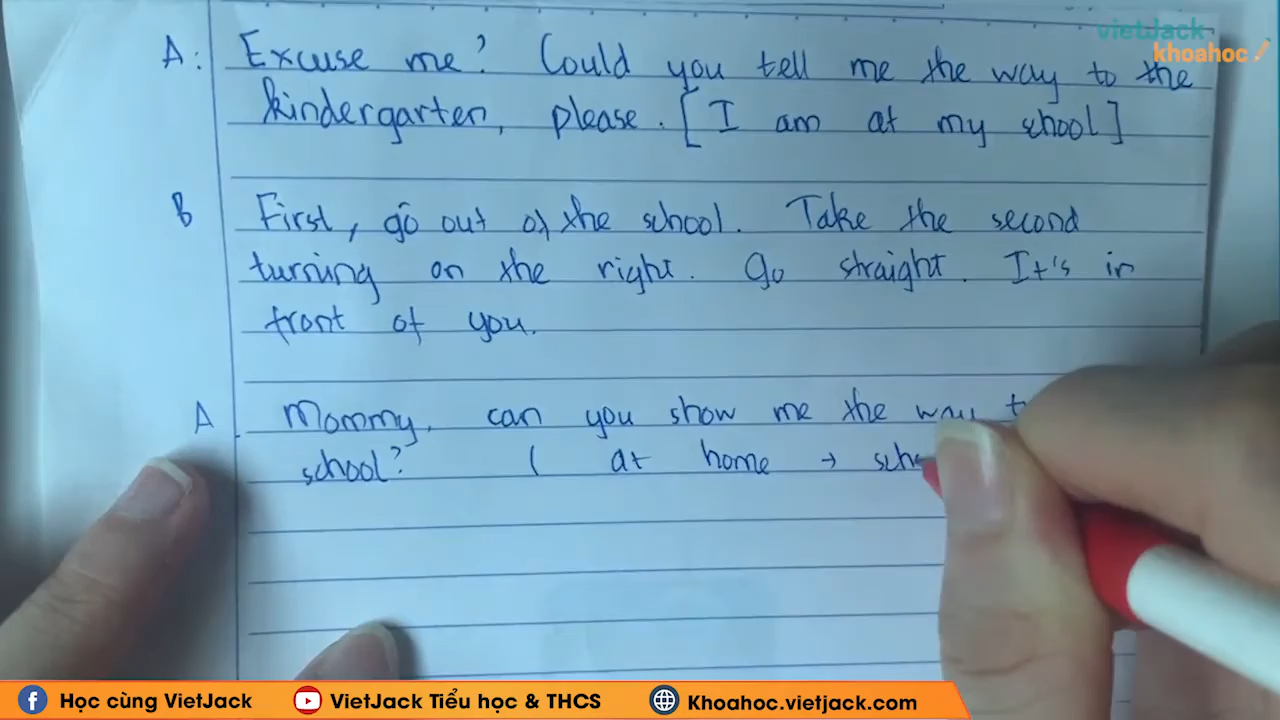 vietJack
khoahoc
A: Excuse me? Could you tell me the way to the
kindergarten, please. [I am at my school]
B First, go out of the school. Take the second
turning on the right. Go straight. It's in
front of you.
A Mommy, can you show me the way
school? ( at home → scho
Học cùng VietJack
VietJack Tiểu học & THCS
Khoahoc.vietjack.com